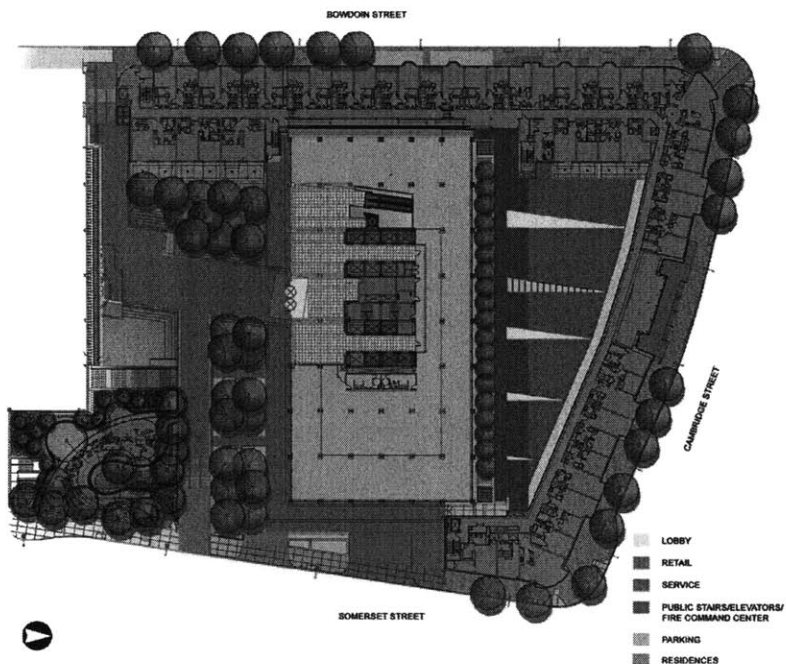 BOWDOIN STREET
CAMBRIDGE STREET
SOMERSET STREET
LOBBY
RETAIL
SERVICE
PUBLIC STAIRS/ELEVATORS/
FIRE COMMAND CENTER
PARKING
RESIDENCES